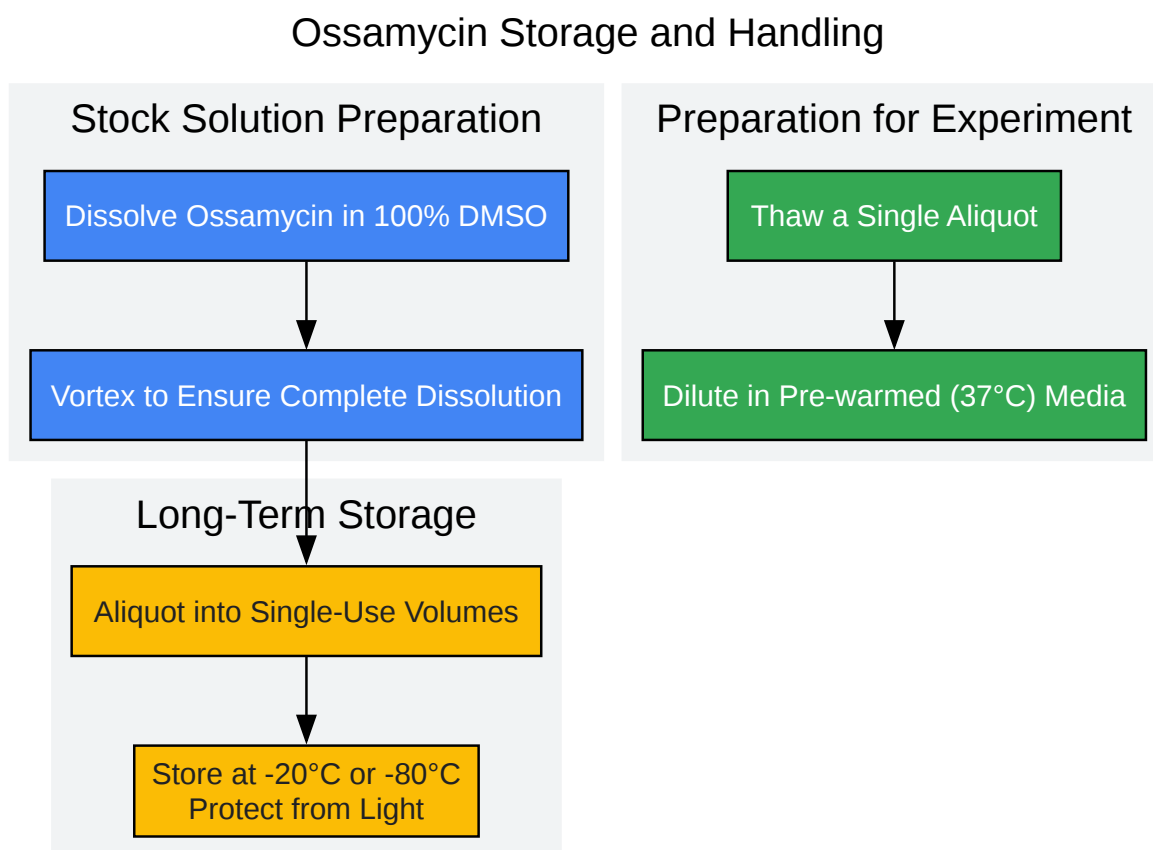 Ossamycin Storage and Handling
Stock Solution Preparation
Dissolve Ossamycin in 100% DMSO
Vortex to Ensure Complete Dissolution
Long-Term Storage
Aliquot into Single-Use Volumes
Store at -20°C or -80°C
Protect from Light
Preparation for Experiment
Thaw a Single Aliquot
Dilute in Pre-warmed (37°C) Media